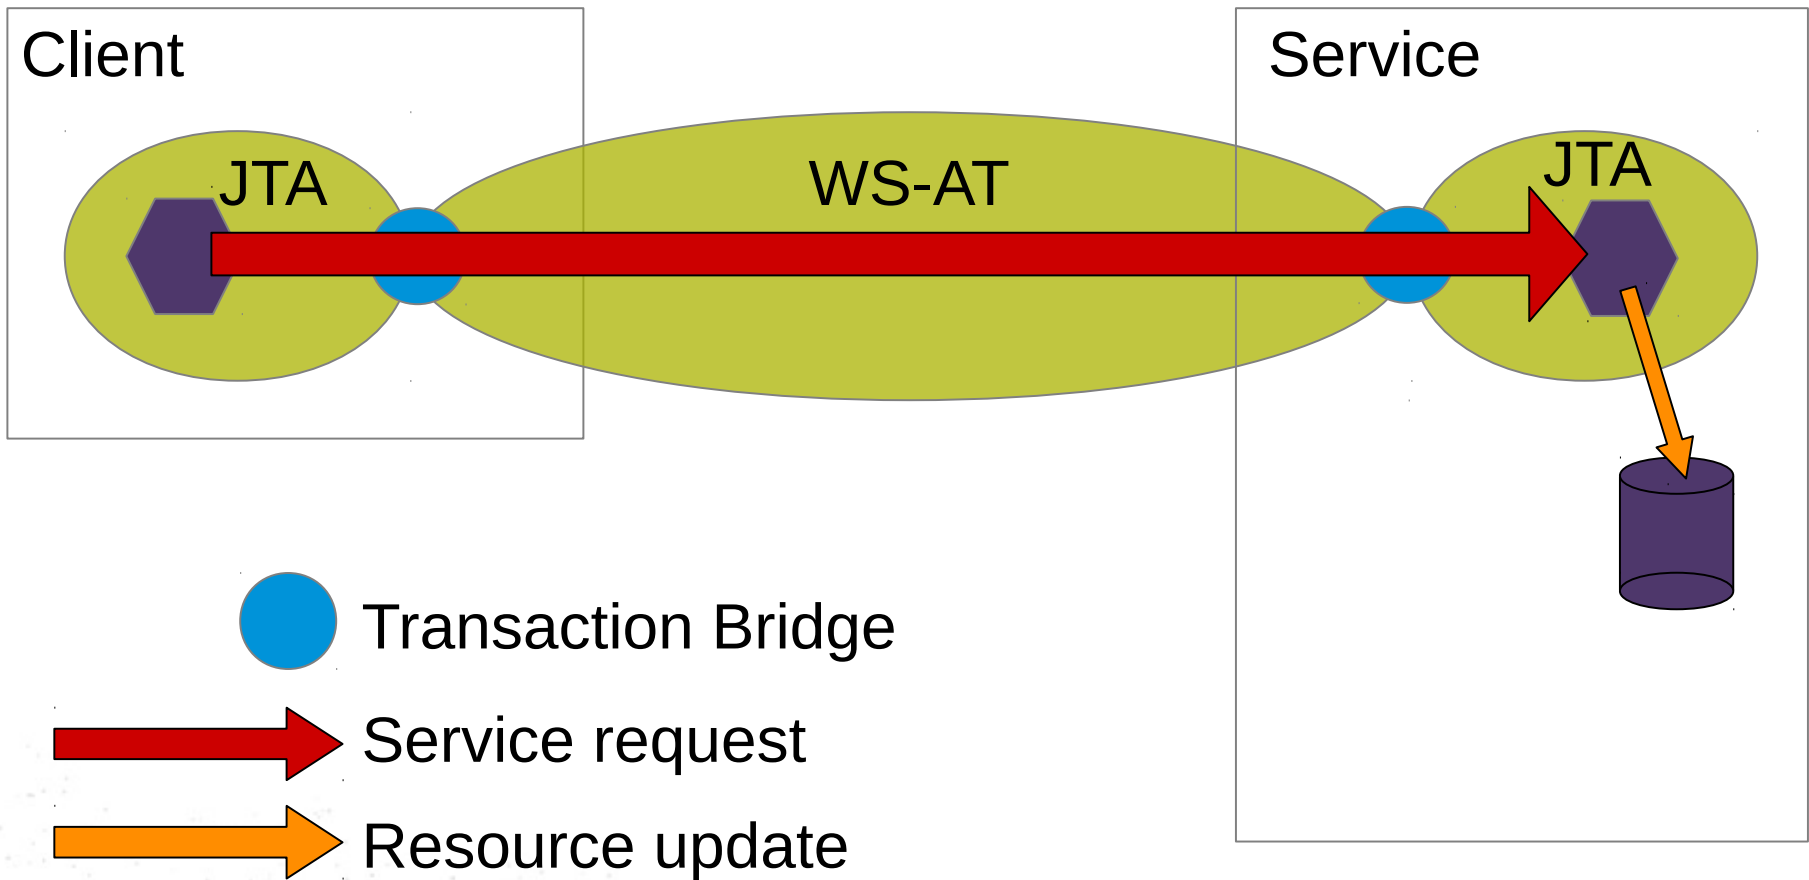 Client
Service
JTA
WS-AT
JTA
Transaction Bridge
Service request
Resource update